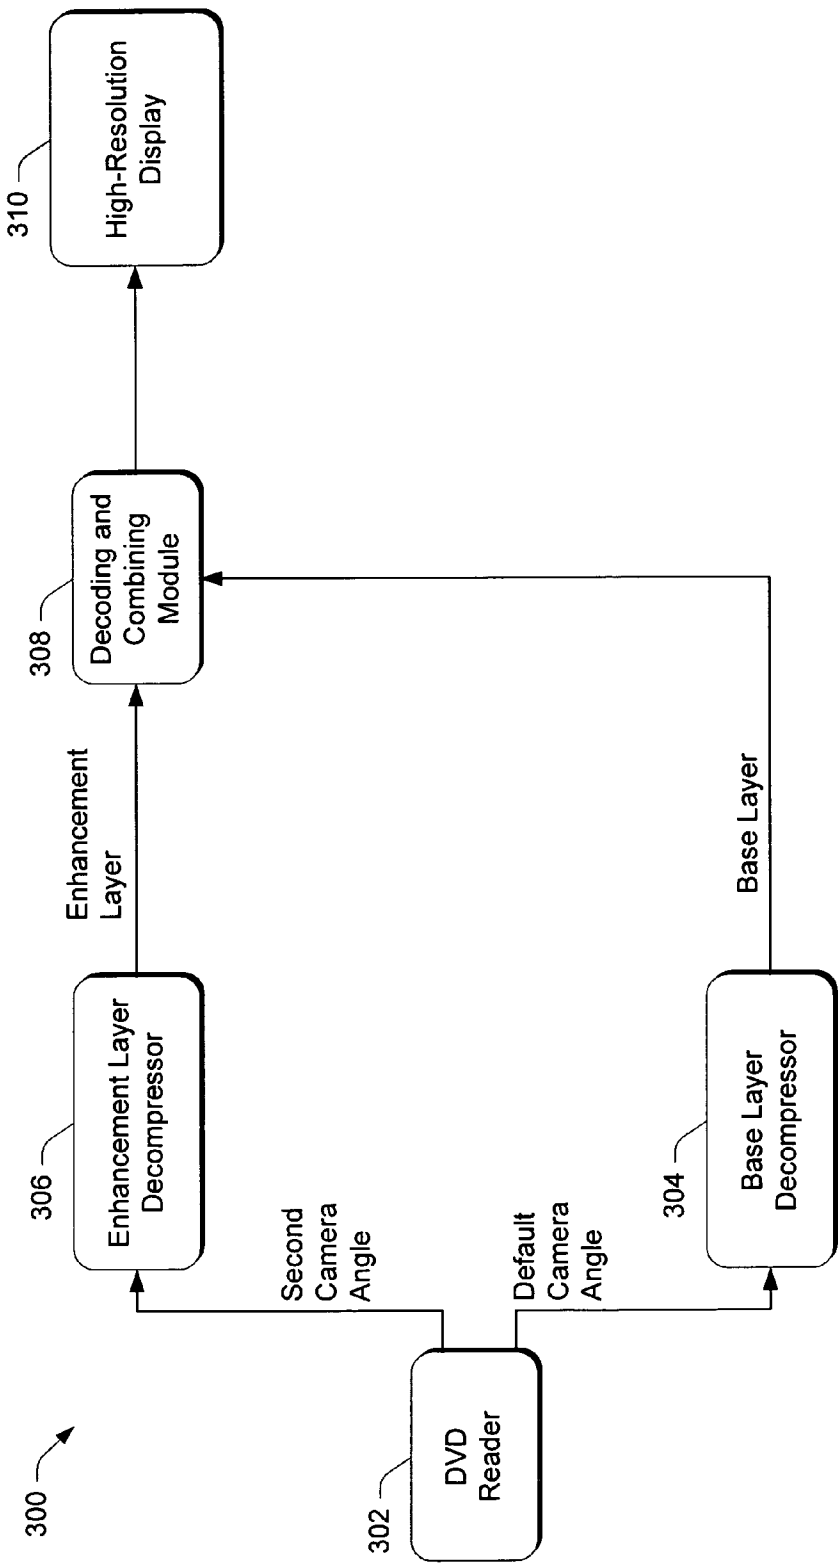 300
302
DVD
Reader
Second
Camera
Angle
Default
Camera
Angle
306
Enhancement Layer
Decompressor
304
Base Layer
Decompressor
Enhancement
Layer
Base Layer
308
Decoding and
Combining
Module
310
High-Resolution
Display